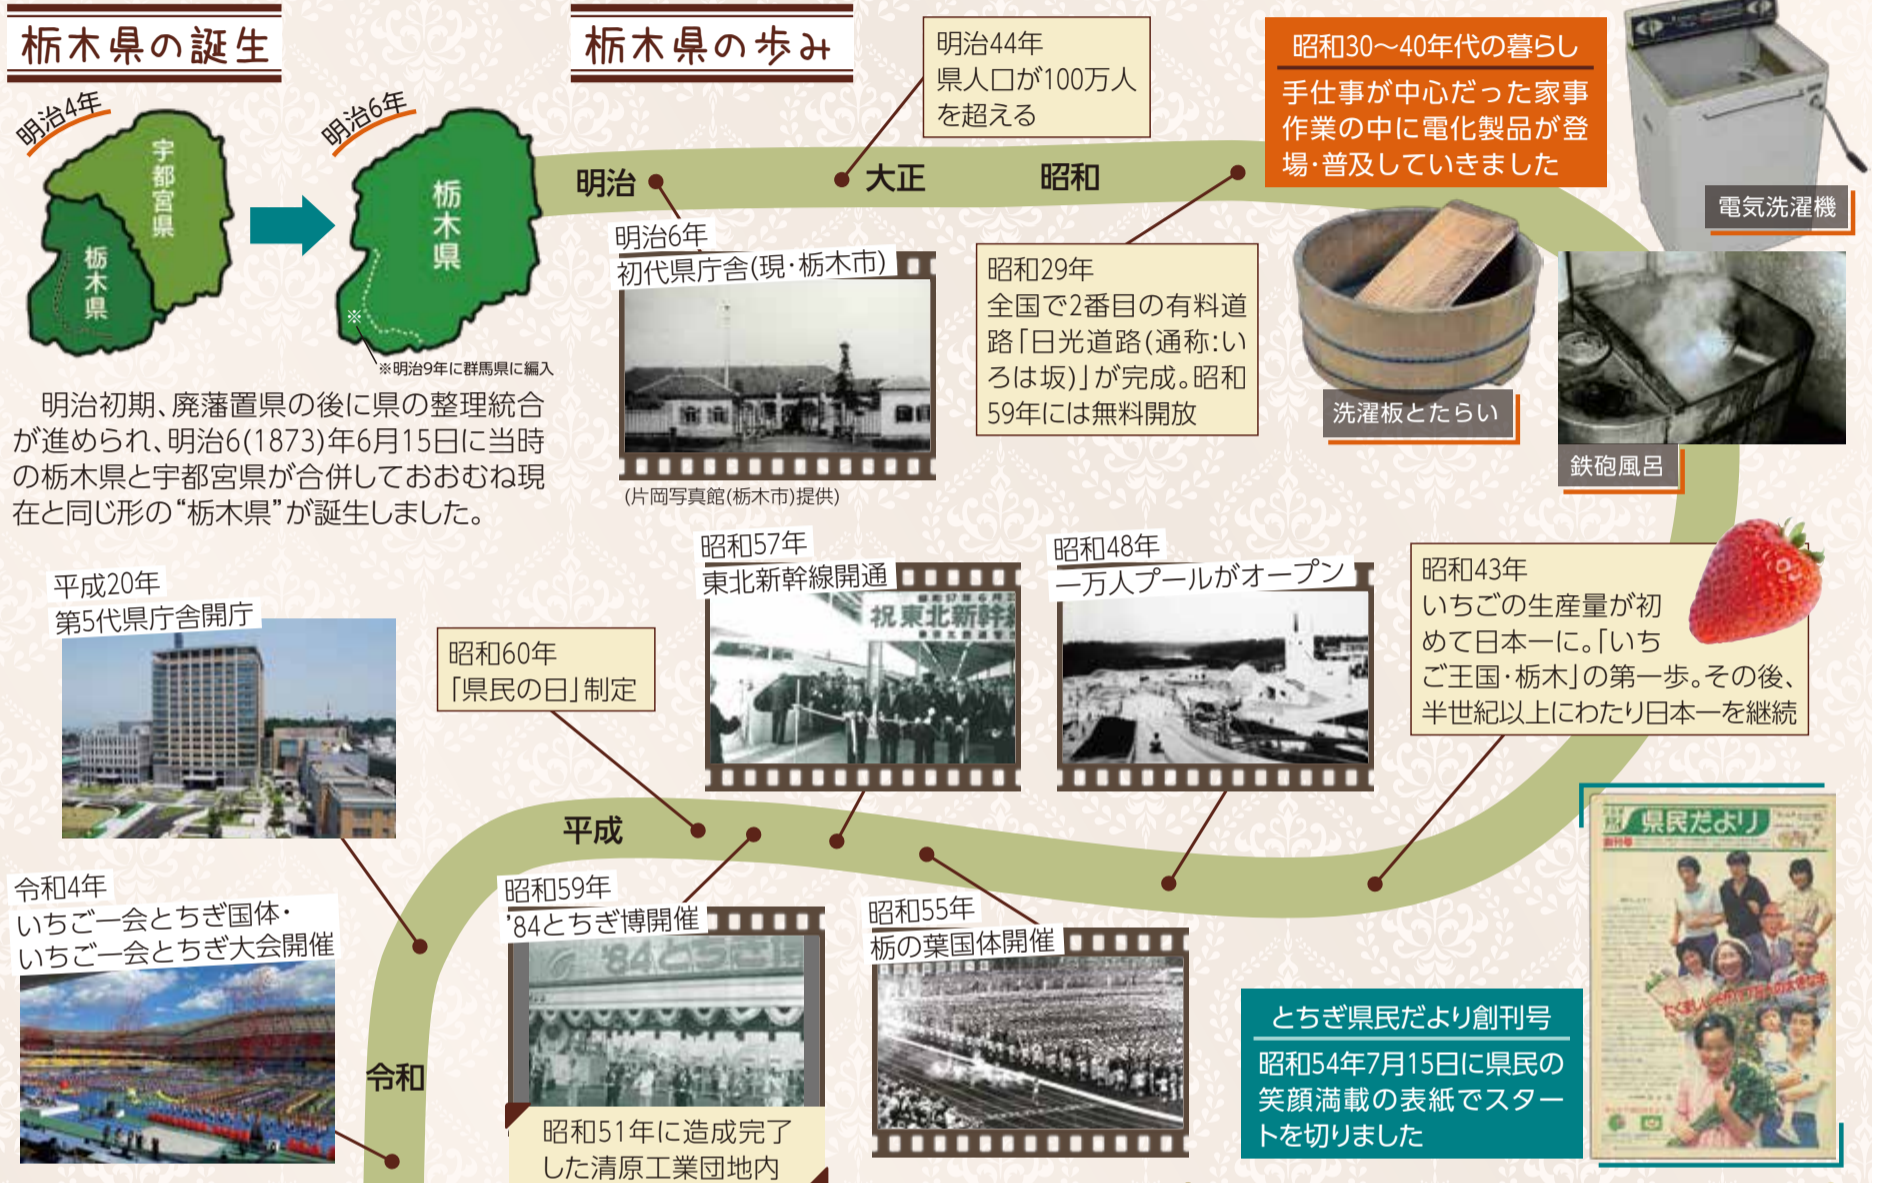 栃木県の誕生
明治4年
宇都宮県
栃木県
明治6年
栃木県
※
※明治9年に群馬県に編入
明治初期、廃藩置県の後に県の整理統合
が進められ、明治6(1873)年6月15日に当時
の栃木県と宇都宮県が合併しておおむね現
在と同じ形の“栃木県”が誕生しました。
栃木県の歩み
明治
大正
昭和
明治6年
初代県庁舎(現・栃木市)
(片岡写真館(栃木市)提供)
明治44年
県人口が100万人
を超える
昭和29年
全国で2番目の有料道
路「日光道路(通称:い
ろは坂)」が完成。昭和
59年には無料開放
昭和30〜40年代の暮らし
手仕事が中心だった家事
作業の中に電化製品が登
場・普及していきました
電気洗濯機
洗濯板とたらい
鉄砲風呂
昭和43年
いちごの生産量が初
めて日本一に。「いち
ご王国・栃木」の第一歩。その後、
半世紀以上にわたり日本一を継続
昭和48年
一万人プールがオープン
昭和57年
東北新幹線開通
祝東北新幹線
昭和60年
「県民の日」制定
平成20年
第5代県庁舎開庁
平成
昭和55年
栃の葉国体開催
昭和59年
'84とちぎ博開催
'84とちぎ博
昭和51年に造成完了
した清原工業団地内
令和4年
いちご一会とちぎ国体・
いちご一会とちぎ大会開催
令和
とちぎ県民だより創刊号
昭和54年7月15日に県民の
笑顔満載の表紙でスター
トを切りました
県民だより
創刊号